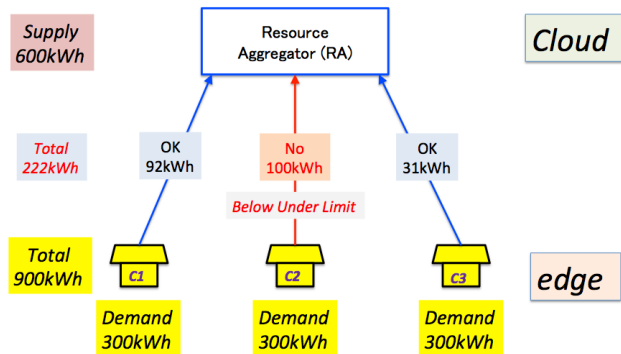 Supply
600kWh
Resource
Aggregator (RA)
Cloud
Total
222kWh
OK
92kWh
No
100kWh
OK
31kWh
Below Under Limit
Total
900kWh
C1
C2
C3
edge
Demand
300kWh
Demand
300kWh
Demand
300kWh